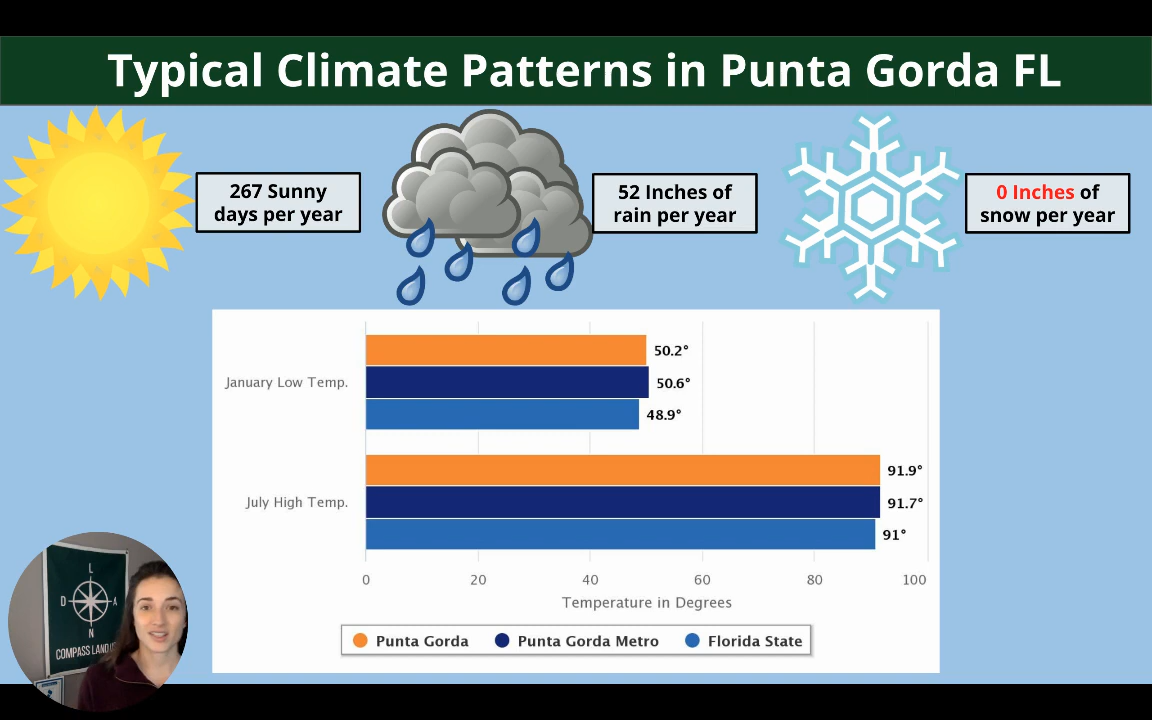 Typical Climate Patterns in Punta Gorda FL
267 Sunny
days per year
52 Inches of
rain per year
0 Inches of
snow per year
January Low Temp.
50.2°
50.6°
48.9°
July High Temp.
91.9°
91.7°
91°
0 20 40 60 80 100
Temperature in Degrees
Punta Gorda Punta Gorda Metro Florida State
L
D A
N
COMPASS LAND